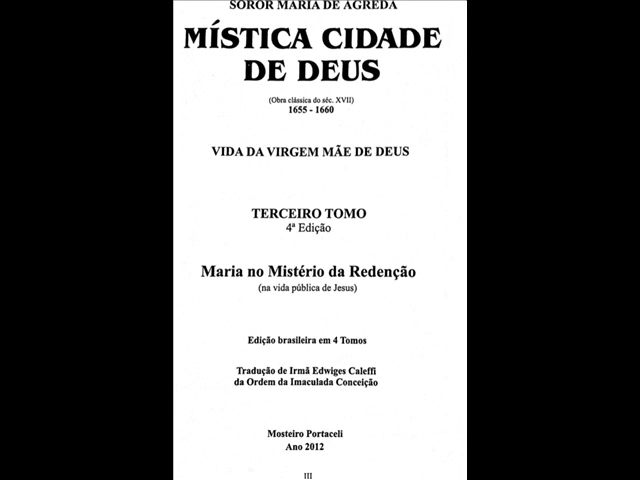 SOROR MARIA DE ÁGREDA
MÍSTICA CIDADE
DE DEUS
(Obra clássica do séc. XVII)
1655 - 1660
VIDA DA VIRGEM MÃE DE DEUS
TERCEIRO TOMO
4ª Edição
Maria no Mistério da Redenção
(na vida pública de Jesus)
Edição brasileira em 4 Tomos
Tradução de Irmã Edwiges Caleffi
da Ordem da Imaculada Conceição
Mosteiro Portaceli
Ano 2012
III